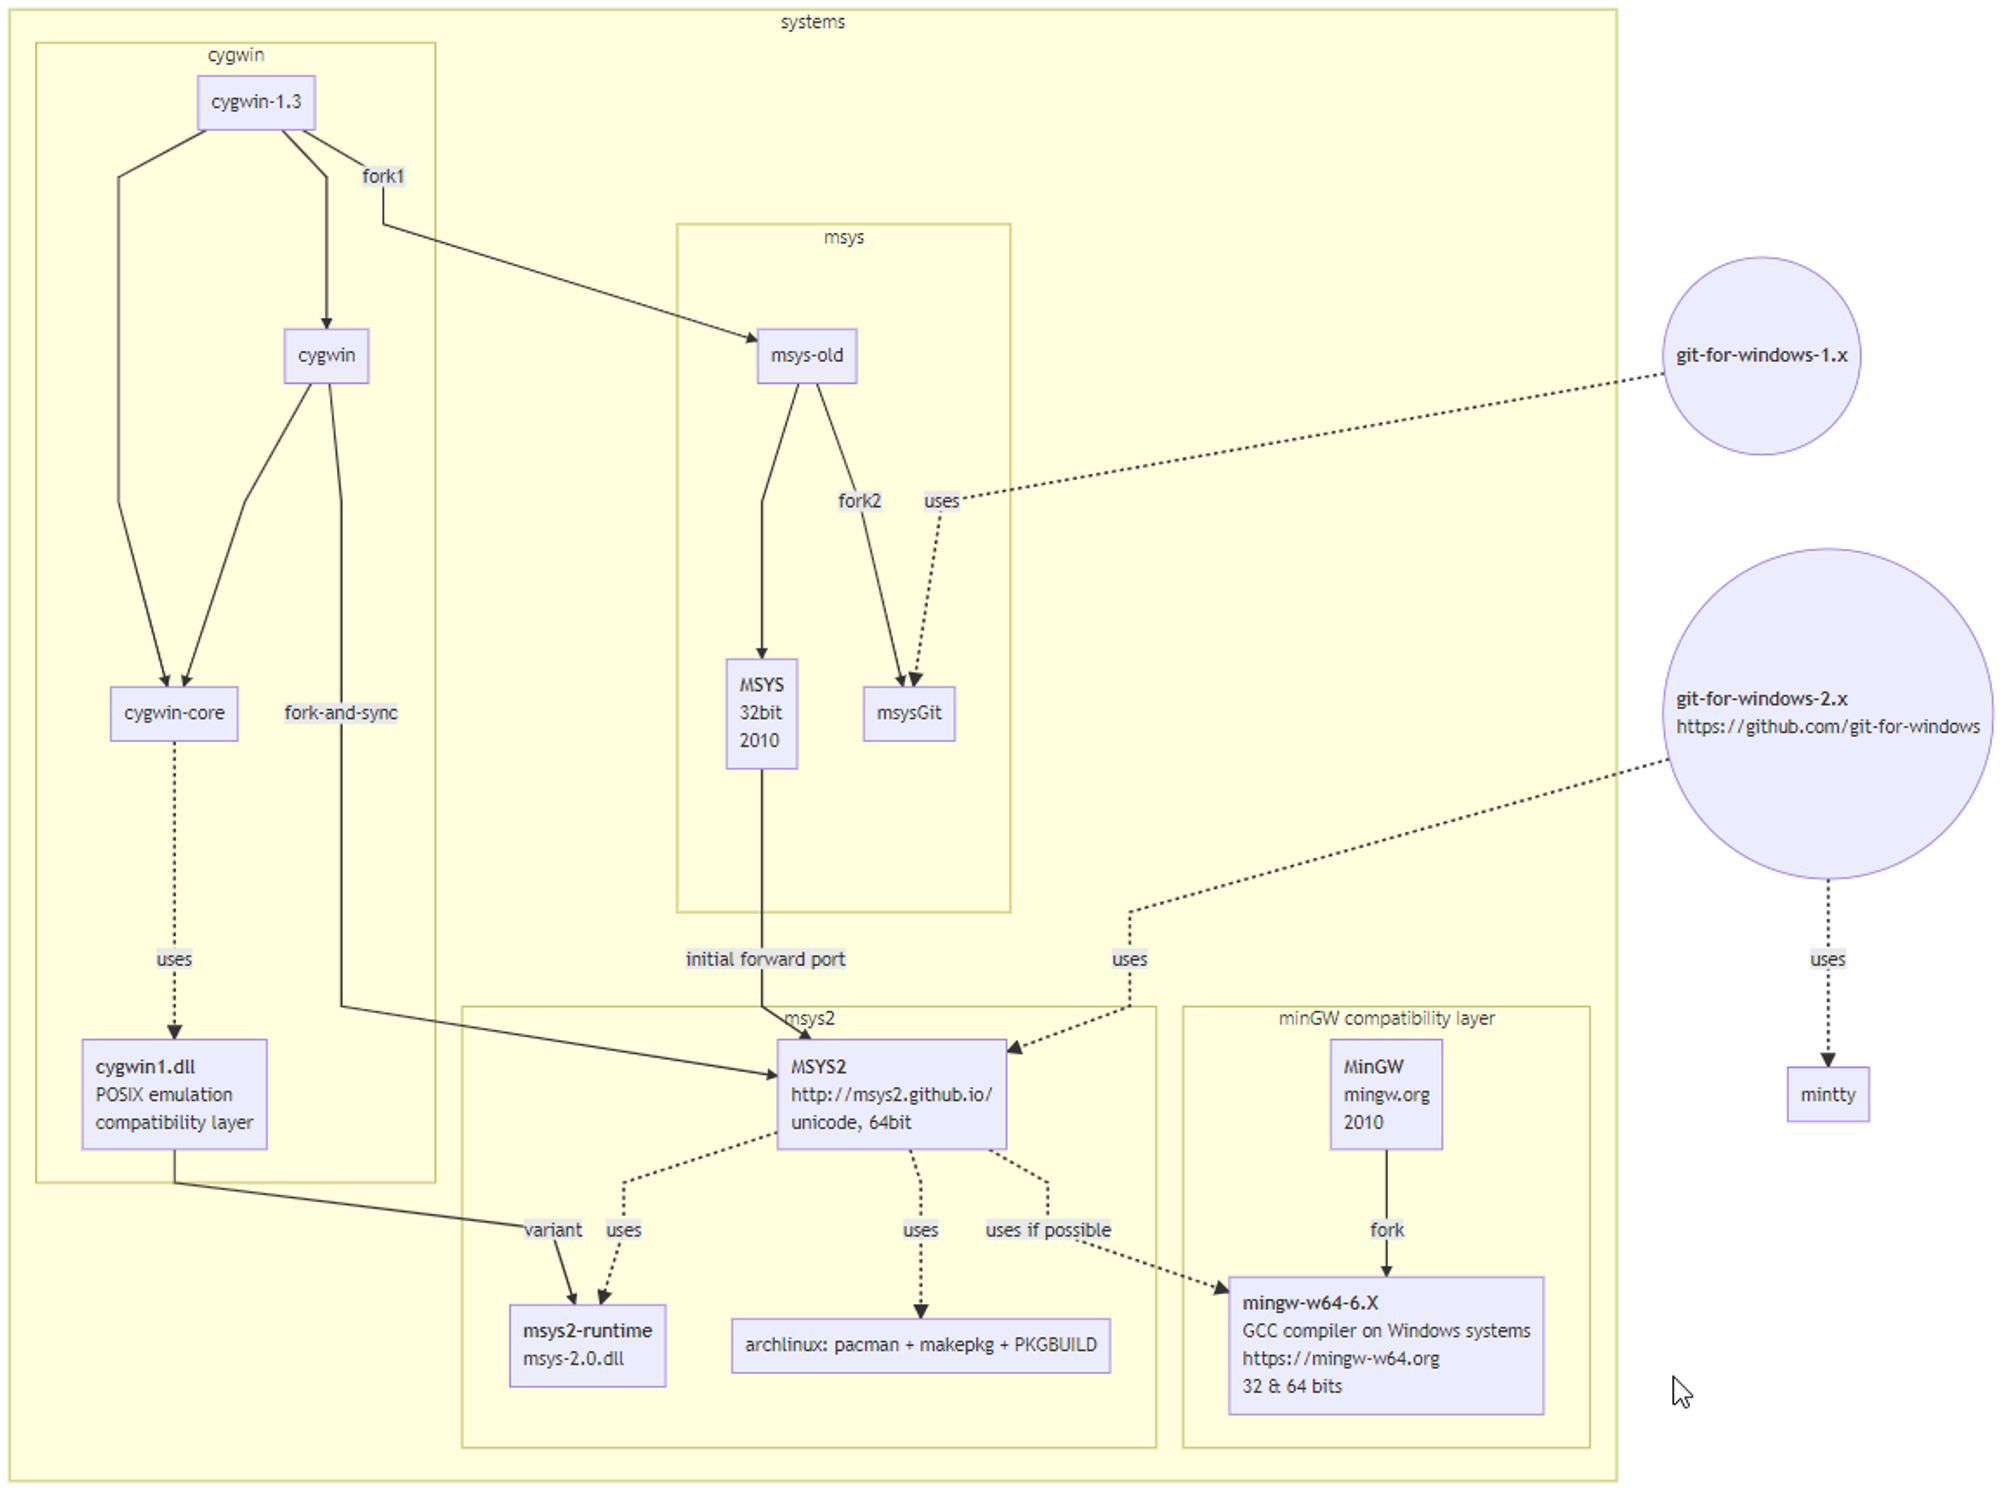 systems
cygwin
cygwin-1.3
fork1
msys
cygwin
msys-old
git-for-windows-1.x
fork2
uses
cygwin-core
fork-and-sync
MSYS
32bit
2010
msysGit
git-for-windows-2.x
https://github.com/git-for-windows
uses
initial forward port
uses
uses
msys2
minGW compatibility layer
cygwin1.dll
POSIX emulation
compatibility layer
MSYS2
http://msys2.github.io/
unicode, 64bit
MinGW
mingw.org
2010
mintty
variant
uses
uses
uses if possible
fork
msys2-runtime
msys-2.0.dll
archlinux: pacman + makepkg + PKGBUILD
mingw-w64-6.X
GCC compiler on Windows systems
https://mingw-w64.org
32 & 64 bits